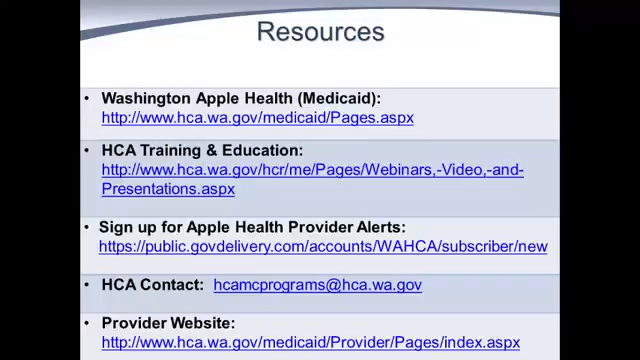 Resources
• Washington Apple Health (Medicaid):
http://www.hca.wa.gov/medicaid/Pages.aspx
• HCA Training & Education:
http://www.hca.wa.gov/hcr/me/Pages/Webinars,-Video,-and-
Presentations.aspx
• Sign up for Apple Health Provider Alerts:
https://public.govdelivery.com/accounts/WAHCA/subscriber/new
• HCA Contact: hcamcprograms@hca.wa.gov
• Provider Website:
http://www.hca.wa.gov/medicaid/Provider/Pages/index.aspx